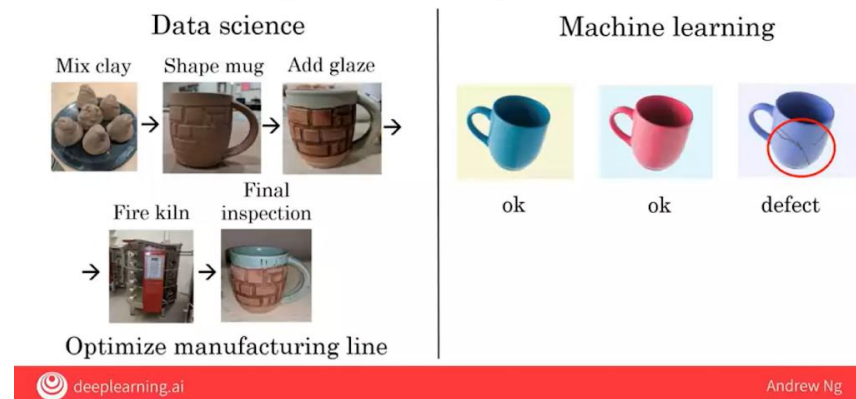 Data science
Mix clay
Shape mug
Add glaze
Fire kiln
Final
inspection
Optimize manufacturing line
Machine learning
ok
ok
defect
deeplearning.ai
Andrew Ng